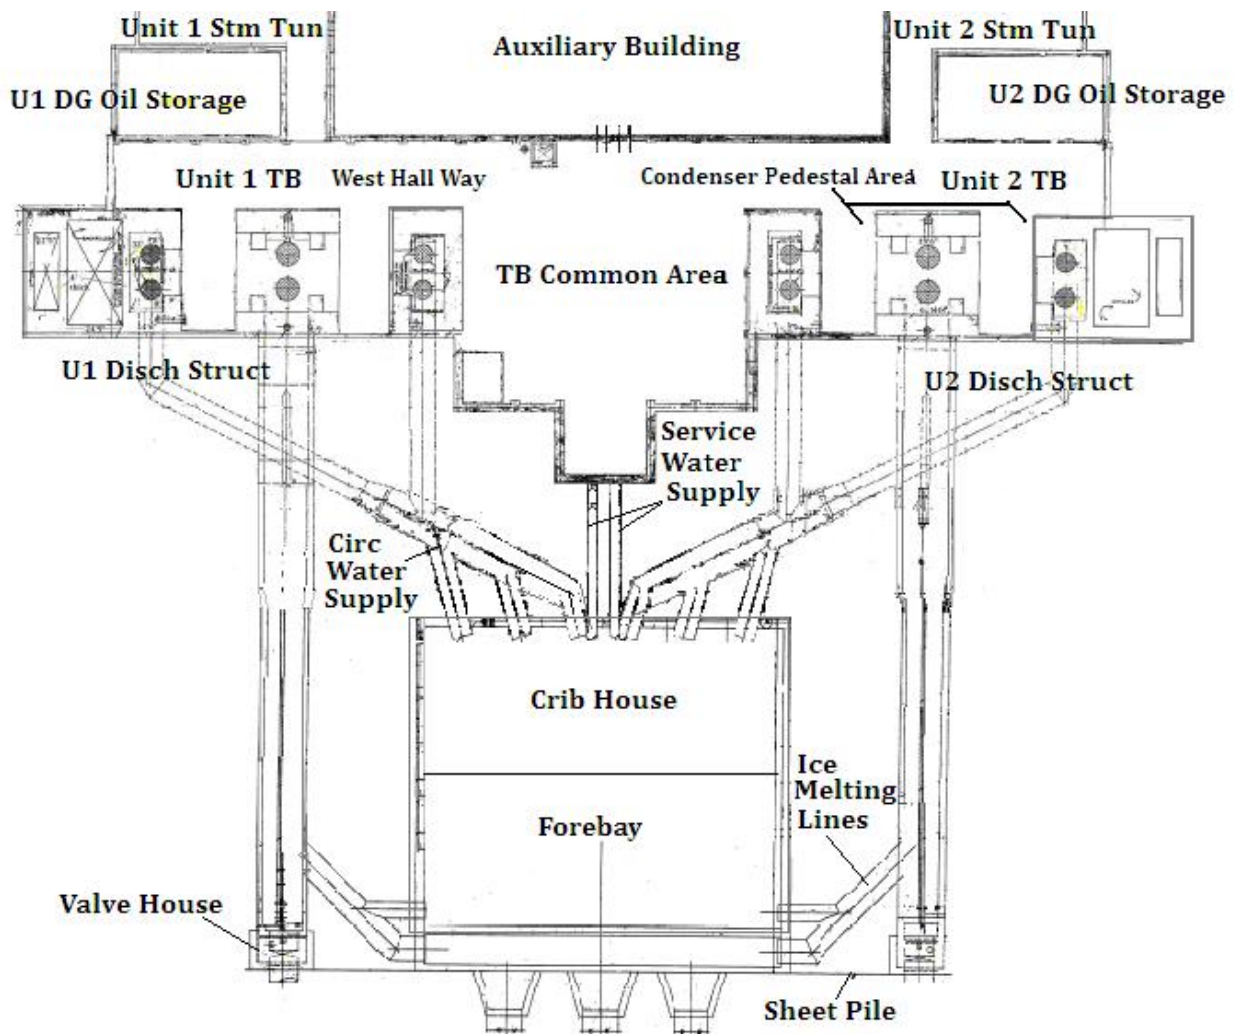 Unit 1 Stm Tun
Auxiliary Building
Unit 2 Stm Tun
U1 DG Oil Storage
U2 DG Oil Storage
Unit 1 TB
West Hall Way
Condenser Pedestal Area
Unit 2 TB
TB Common Area
U1 Disch Struct
U2 Disch Struct
Service
Water
Supply
Circ
Water
Supply
Crib House
Ice
Melting
Lines
Forebay
Valve House
Sheet Pile